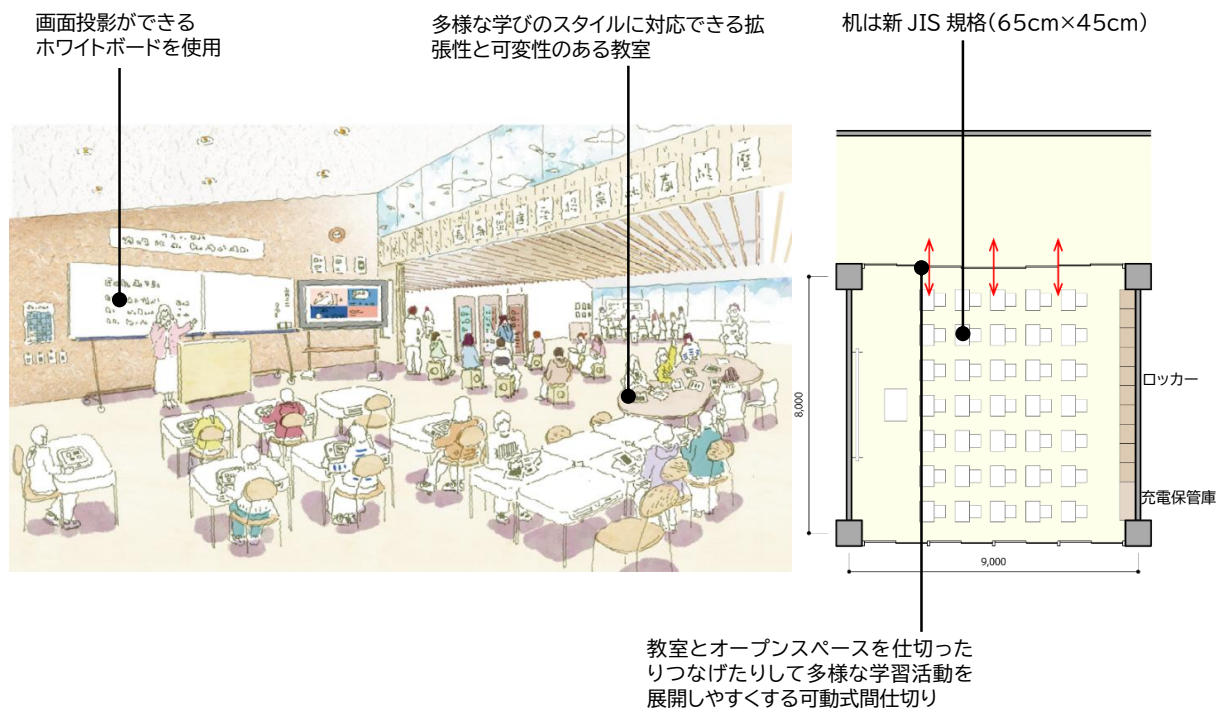 画面投影ができる
ホワイトボードを使用
多様な学びのスタイルに対応できる拡
張性と可変性のある教室
机は新 JIS 規格（65cm×45cm）
ロッカー
充電保管庫
8,000
9,000
教室とオープンスペースを仕切った
りつなげたりして多様な学習活動を
展開しやすくする可動式間仕切り